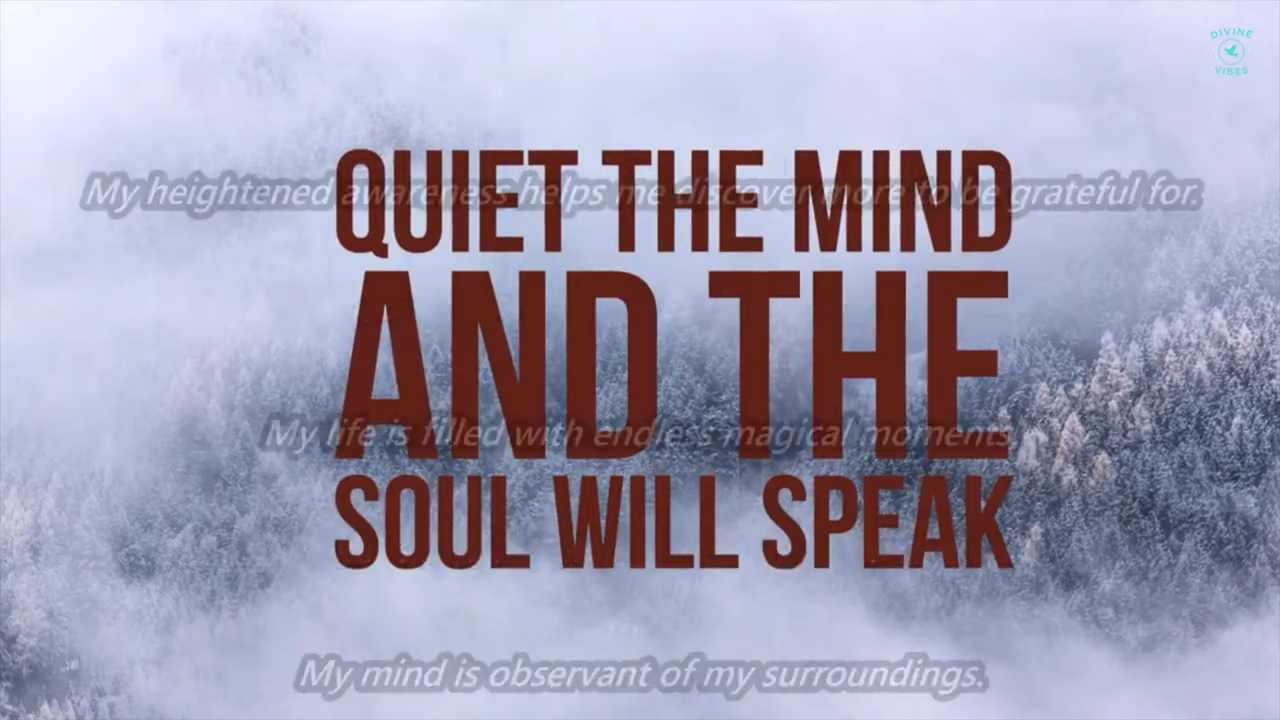 DIVINE
VIBES
QUIET THE MIND
My heightened awareness helps me discover more to be grateful for.
AND THE
My life is filled with endless magical moments.
SOUL WILL SPEAK
My mind is observant of my surroundings.